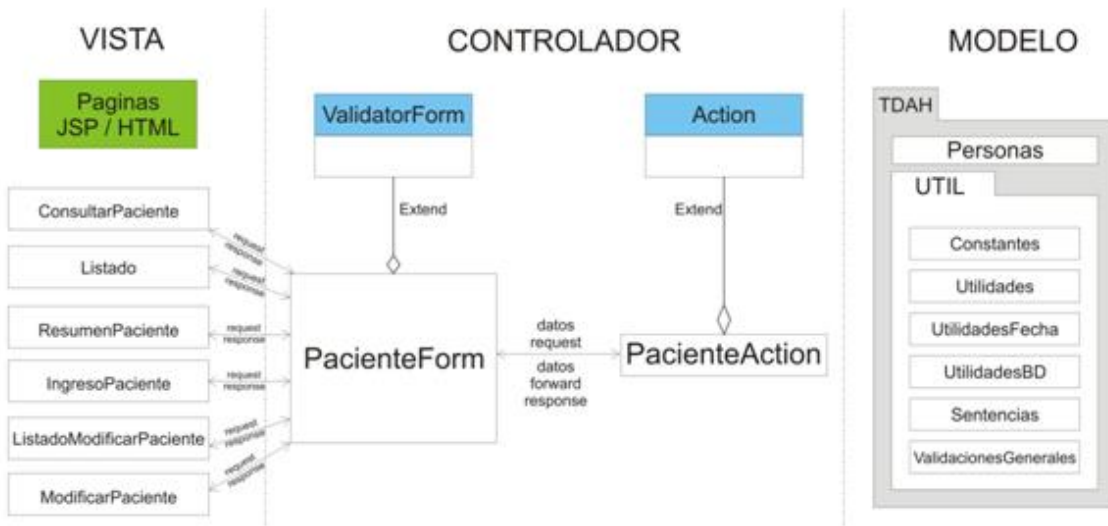 VISTA
Paginas
JSP / HTML
ConsultarPaciente
Listado
ResumenPaciente
IngresoPaciente
ListadoModificarPaciente
ModificarPaciente
request
response
request
response
request
response
request
response
request
response
request
response
CONTROLADOR
ValidatorForm
Action
Extend
Extend
PacienteForm
datos
request
datos
forward
response
PacienteAction
MODELO
TDAH
Personas
UTIL
Constantes
Utilidades
UtilidadesFecha
UtilidadesBD
Sentencias
ValidacionesGenerales